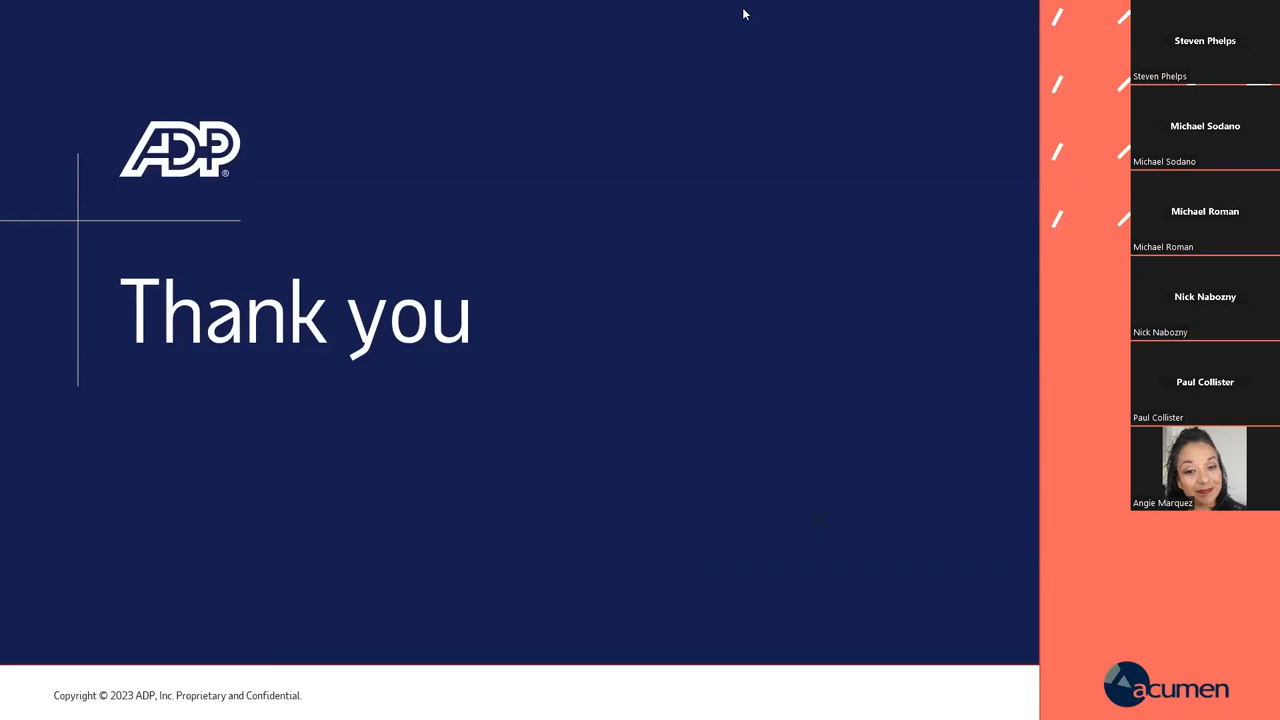 ADP®
Thank you
Copyright © 2023 ADP, Inc. Proprietary and Confidential.
Steven Phelps
Steven Phelps
Michael Sodano
Michael Sodano
Michael Roman
Michael Roman
Nick Nabozny
Nick Nabozny
Paul Collister
Paul Collister
Angie Marquez
acumen